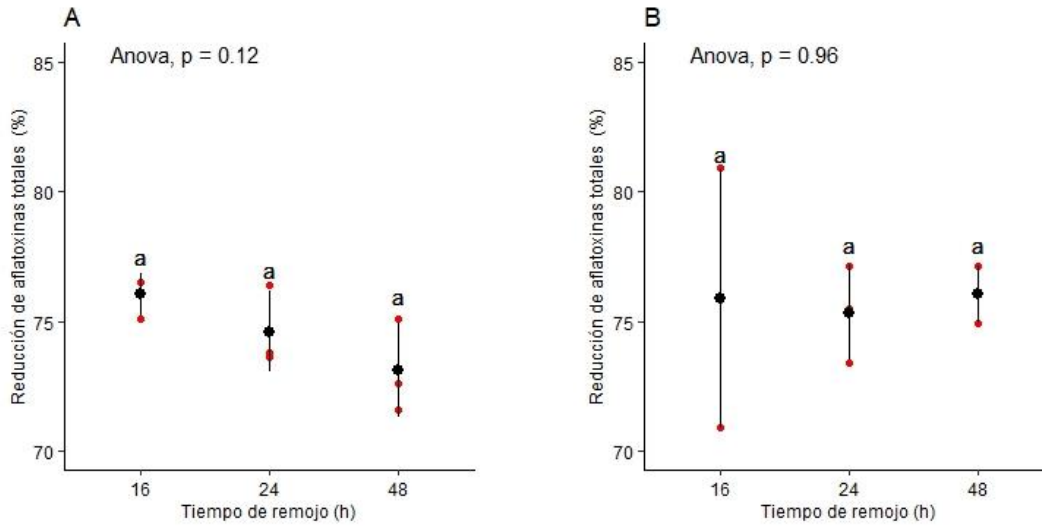 A
Anova, p = 0.12
Reducción de aflatoxinas totales (%)
85
80
75
70
a
a
a
16
24
48
Tiempo de remojo (h)
B
Anova, p = 0.96
Reducción de aflatoxinas totales (%)
85
80
75
70
a
a
a
16
24
48
Tiempo de remojo (h)